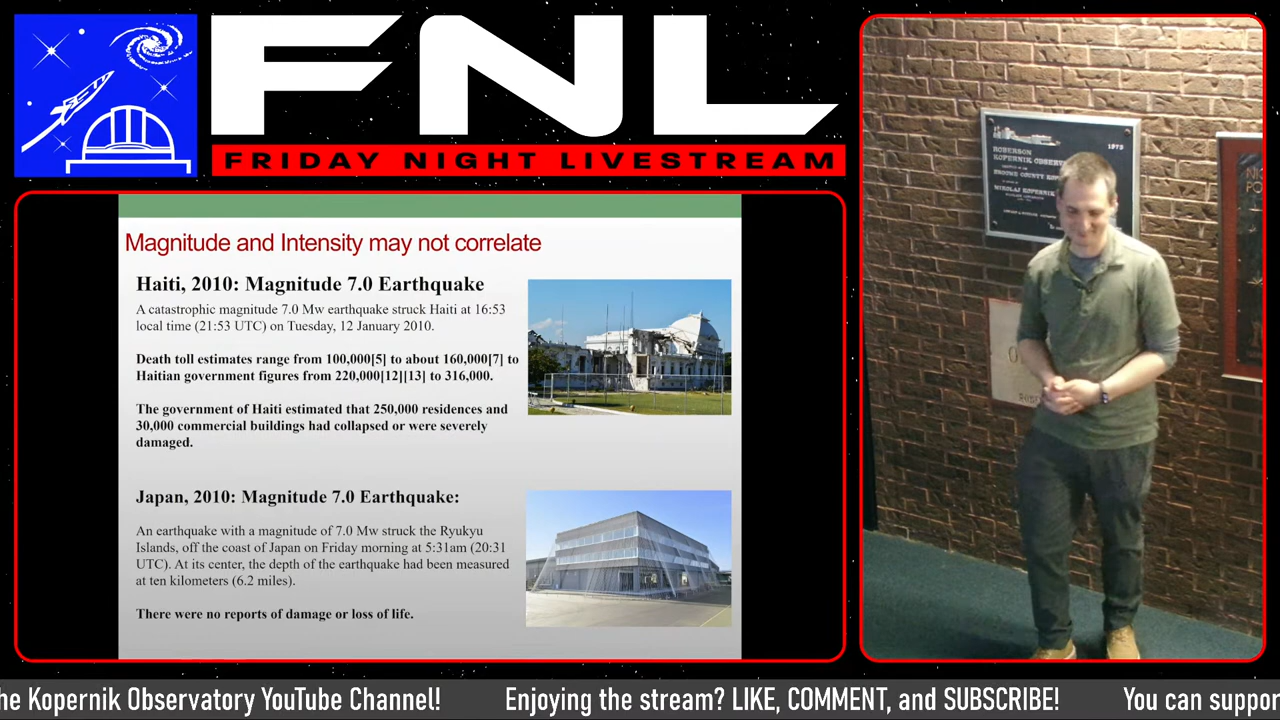 FNL
FRIDAY NIGHT LIVESTREAM
Magnitude and Intensity may not correlate
Haiti, 2010: Magnitude 7.0 Earthquake
A catastrophic magnitude 7.0 Mw earthquake struck Haiti at 16:53
local time (21:53 UTC) on Tuesday, 12 January 2010.
Death toll estimates range from 100,000[5] to about 160,000[7] to
Haitian government figures from 220,000[12][13] to 316,000.
The government of Haiti estimated that 250,000 residences and
30,000 commercial buildings had collapsed or were severely
damaged.
Japan, 2010: Magnitude 7.0 Earthquake:
An earthquake with a magnitude of 7.0 Mw struck the Ryukyu
Islands, off the coast of Japan on Friday morning at 5:31am (20:31
UTC). At its center, the depth of the earthquake had been measured
at ten kilometers (6.2 miles).
There were no reports of damage or loss of life.
1973
ROBERSON
KOPERNIK OBSERV
BROOME COUNTY KOP
NIKOLAJ KOPERNIK
he Kopernik Observatory YouTube Channel! Enjoying the stream? LIKE, COMMENT, and SUBSCRIBE! You can suppor